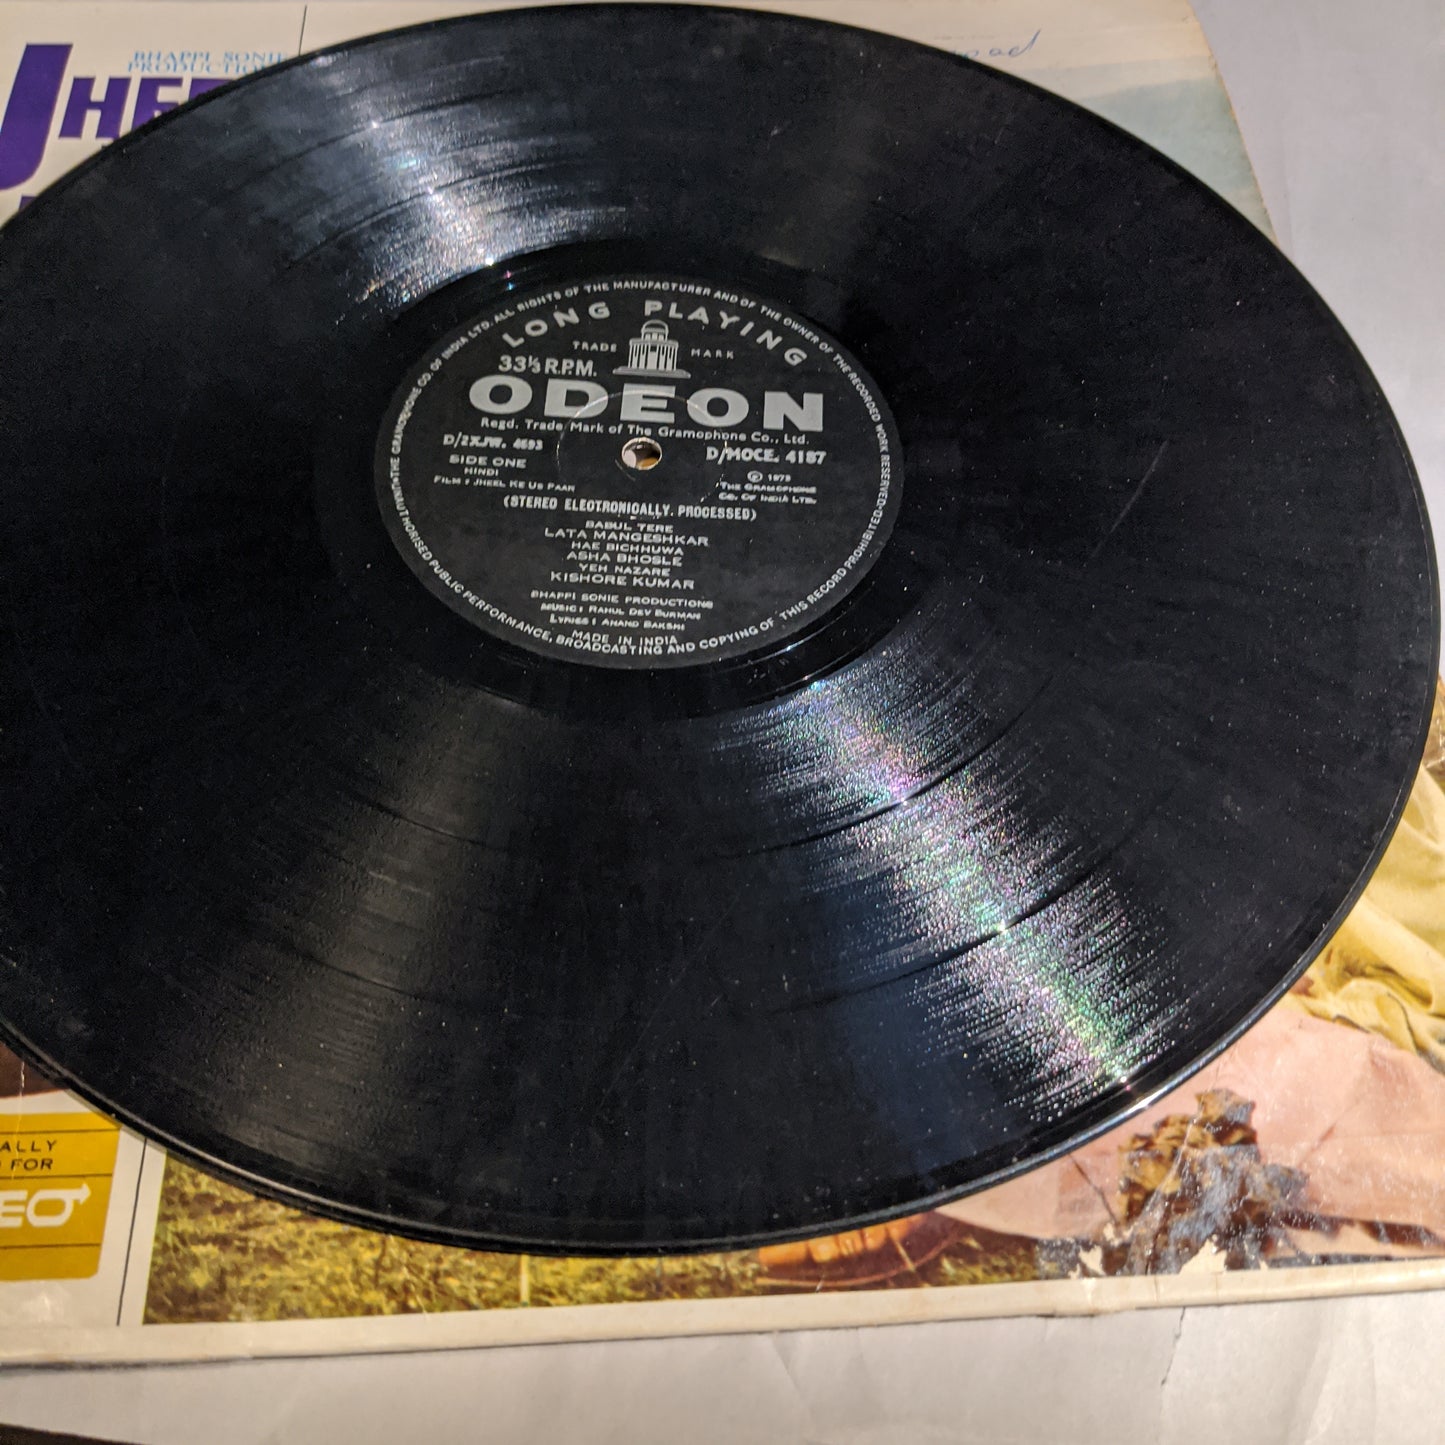 BHAPPI SONIE
LONG PLAYING
TRADE MARK
33⅓ R.P.M.
ODEON
Regd. Trade Mark of The Gramophone Co., Ltd.
D/MOCE. 4187
SIDE ONE
HINDI
FILM : JHEEL KE US PAAR
℗ 1973
THE GRAMOPHONE
CO. OF INDIA LTD.
(STEREO ELECTRONICALLY. PROCESSED)
BABUL TERE
LATA MANGESHKAR
HAE BICHHUWA
ASHA BHOSLE
YEH NAZARE
KISHORE KUMAR
BHAPPI SONIE PRODUCTIONS
MUSIC : RAHUL DEV BURMAN
LYRICS : ANAND BAKSHI
MADE IN INDIA
THE GRAMOPHONE CO. OF INDIA LTD. ALL RIGHTS OF THE MANUFACTURER AND OF THE OWNER OF THE RECORDED WORK RESERVED
UNAUTHORISED PUBLIC PERFORMANCE, BROADCASTING AND COPYING OF THIS RECORD PROHIBITED
ALLY
FOR
EO